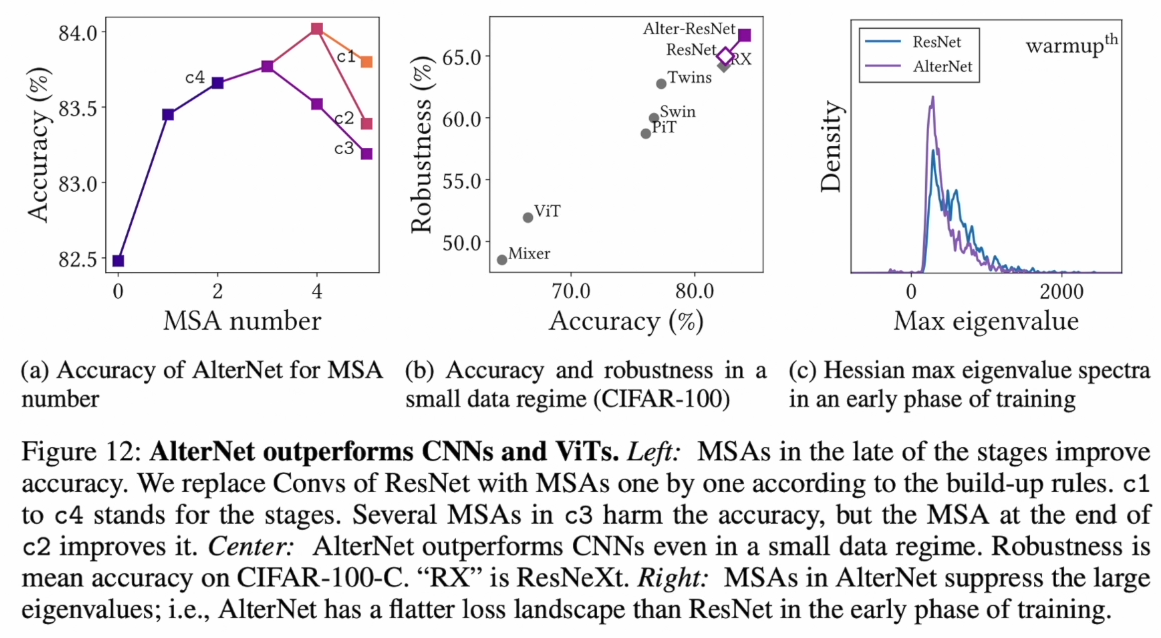 84.0
83.5
83.0
82.5
0
2
4
Accuracy (%)
MSA number
c4
c1
c2
c3
65.0
60.0
55.0
50.0
70.0
80.0
Robustness (%)
Accuracy (%)
Alter-ResNet
ResNet
RX
Twins
Swin
PiT
ViT
Mixer
ResNet
AlterNet
warmupth
Density
0
2000
Max eigenvalue
(a) Accuracy of AlterNet for MSA
number
(b) Accuracy and robustness in a
small data regime (CIFAR-100)
(c) Hessian max eigenvalue spectra
in an early phase of training
Figure 12: AlterNet outperforms CNNs and ViTs. Left: MSAs in the late of the stages improve
accuracy. We replace Convs of ResNet with MSAs one by one according to the build-up rules. c1
to c4 stands for the stages. Several MSAs in c3 harm the accuracy, but the MSA at the end of
c2 improves it. Center: AlterNet outperforms CNNs even in a small data regime. Robustness is
mean accuracy on CIFAR-100-C. “RX” is ResNeXt. Right: MSAs in AlterNet suppress the large
eigenvalues; i.e., AlterNet has a flatter loss landscape than ResNet in the early phase of training.